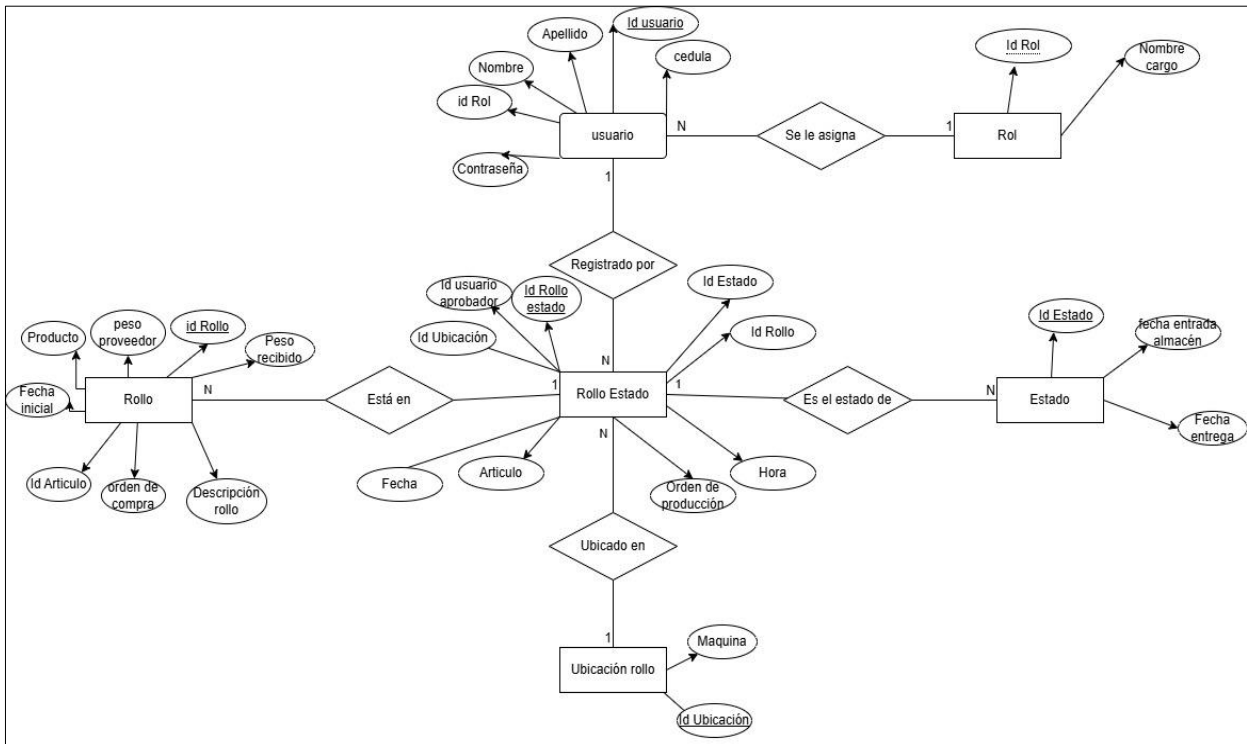 Id usuario
Apellido
cedula
Nombre
id Rol
Contraseña
usuario
N
Se le asigna
1
Rol
Id Rol
Nombre
cargo
1
Registrado por
N
Id usuario
aprobador
Id Rollo
estado
Id Ubicación
Id Estado
Id Rollo
Producto
peso
proveedor
id Rollo
Peso
recibido
Fecha
inicial
Rollo
N
Está en
1
Rollo Estado
1
Es el estado de
N
Estado
Id Estado
fecha entrada
almacén
Fecha
entrega
Id Articulo
orden de
compra
Descripción
rollo
Fecha
Articulo
N
Orden de
producción
Hora
Ubicado en
1
Ubicación rollo
Maquina
Id Ubicación